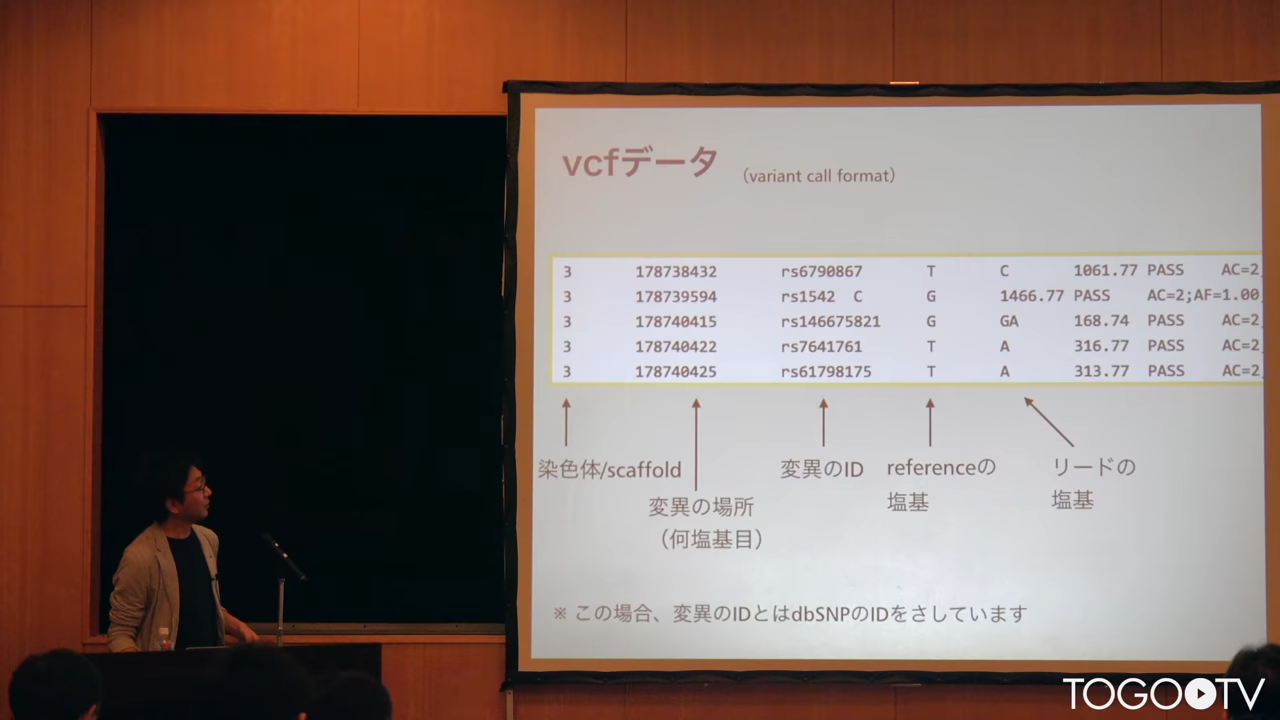 vcfデータ (variant call format)
3 178738432 rs6790867 T C 1061.77 PASS AC=2
3 178739594 rs1542 C G 1466.77 PASS AC=2;AF=1.00
3 178740415 rs146675821 G GA 168.74 PASS AC=2
3 178740422 rs7641761 T A 316.77 PASS AC=2
3 178740425 rs61798175 T A 313.77 PASS AC=2
染色体/scaffold
変異の場所
（何塩基目）
変異のID
referenceの
塩基
リードの
塩基
※ この場合、変異のIDとはdbSNPのIDをさしています
TOGO TV